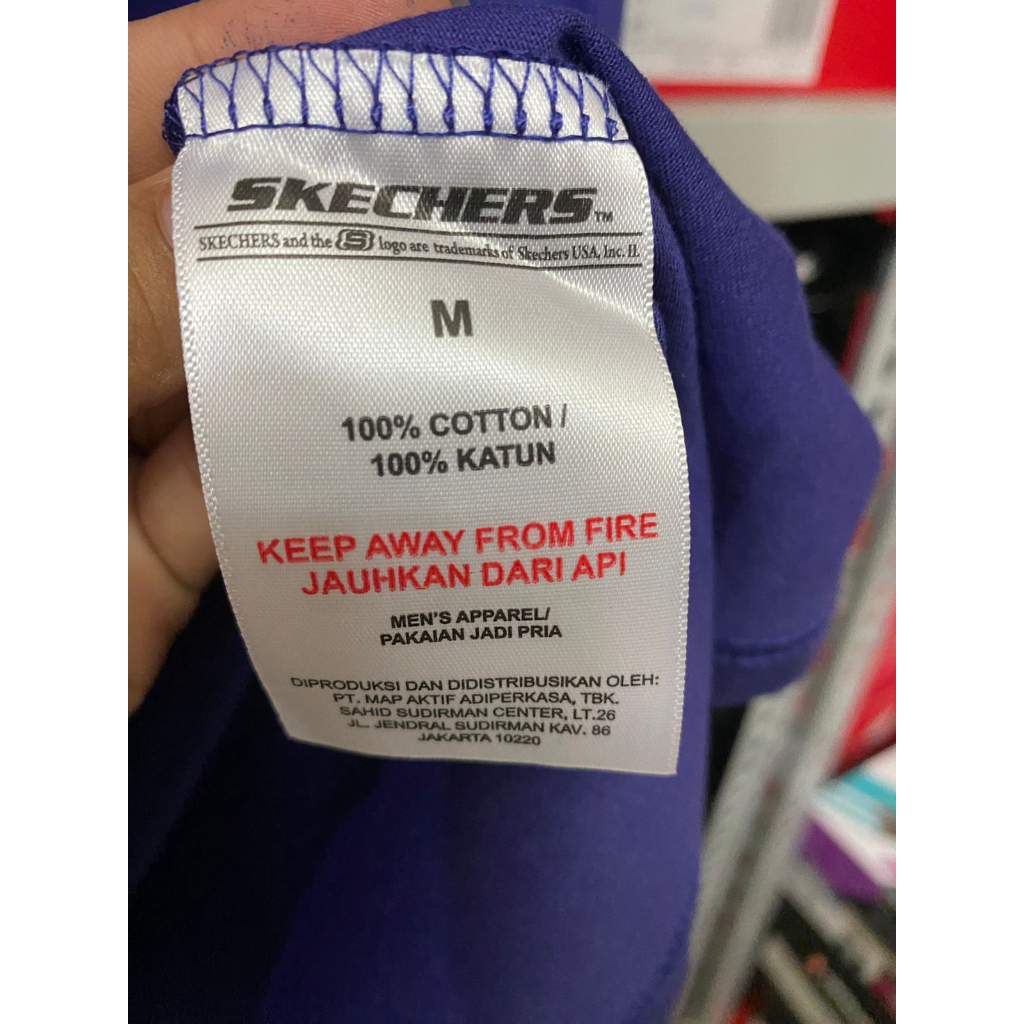 SKECHERS™
SKECHERS and the S logo are trademarks of Skechers USA, Inc. II.
M
100% COTTON /
100% KATUN
KEEP AWAY FROM FIRE
JAUHKAN DARI API
MEN'S APPAREL/
PAKAIAN JADI PRIA
DIPRODUKSI DAN DIDISTRIBUSIKAN OLEH:
PT. MAP AKTIF ADIPERKASA, TBK.
SAHID SUDIRMAN CENTER, LT.26
JL. JENDRAL SUDIRMAN KAV. 86
JAKARTA 10220